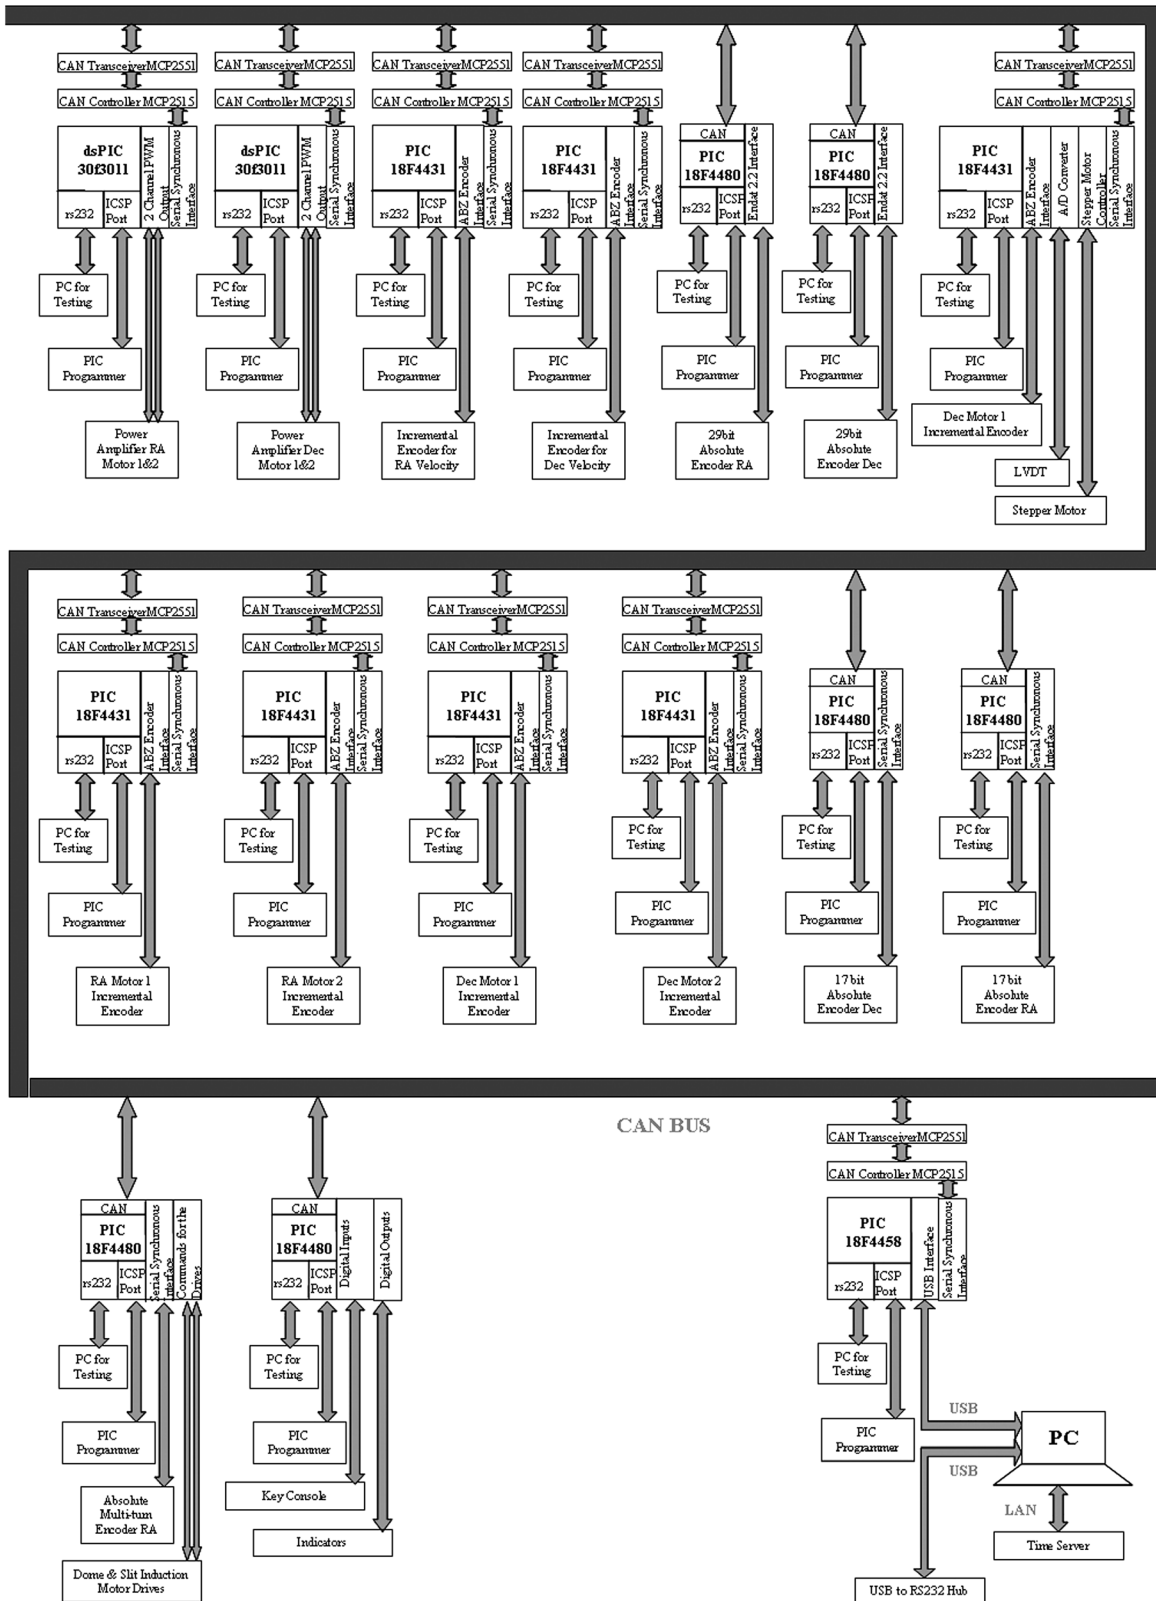 CAN TransceiverMCP2551
CAN Controller MCP2515
dsPIC
30f3011
rs232
ICSP
Port
2 Channel PWM
Output
Serial Synchronous
Interface
PC for
Testing
PIC
Programmer
Power
Amplifier RA
Motor 1&2
CAN TransceiverMCP2551
CAN Controller MCP2515
dsPIC
30f3011
rs232
ICSP
Port
2 Channel PWM
Output
Serial Synchronous
Interface
PC for
Testing
PIC
Programmer
Power
Amplifier Dec
Motor 1&2
CAN TransceiverMCP2551
CAN Controller MCP2515
PIC
18F4431
rs232
ICSP
Port
ABZ Encoder
Interface
Serial Synchronous
Interface
PC for
Testing
PIC
Programmer
Incremental
Encoder for
RA Velocity
CAN TransceiverMCP2551
CAN Controller MCP2515
PIC
18F4431
rs232
ICSP
Port
ABZ Encoder
Interface
Serial Synchronous
Interface
PC for
Testing
PIC
Programmer
Incremental
Encoder for
Dec Velocity
CAN
PIC
18F4480
rs232
ICSP
Port
Endat 2.2 Interface
PC for
Testing
PIC
Programmer
29bit
Absolute
Encoder RA
CAN
PIC
18F4480
rs232
ICSP
Port
Endat 2.2 Interface
PC for
Testing
PIC
Programmer
29bit
Absolute
Encoder Dec
CAN TransceiverMCP2551
CAN Controller MCP2515
PIC
18F4431
rs232
ICSP
Port
ABZ Encoder
Interface
A/D Converter
Stepper Motor
Controller
Serial Synchronous
Interface
PC for
Testing
PIC
Programmer
Dec Motor 1
Incremental Encoder
LVDT
Stepper Motor
CAN TransceiverMCP2551
CAN Controller MCP2515
PIC
18F4431
rs232
ICSP
Port
ABZ Encoder
Interface
Serial Synchronous
Interface
PC for
Testing
PIC
Programmer
RA Motor 1
Incremental
Encoder
CAN TransceiverMCP2551
CAN Controller MCP2515
PIC
18F4431
rs232
ICSP
Port
ABZ Encoder
Interface
Serial Synchronous
Interface
PC for
Testing
PIC
Programmer
RA Motor 2
Incremental
Encoder
CAN TransceiverMCP2551
CAN Controller MCP2515
PIC
18F4431
rs232
ICSP
Port
ABZ Encoder
Interface
Serial Synchronous
Interface
PC for
Testing
PIC
Programmer
Dec Motor 1
Incremental
Encoder
CAN TransceiverMCP2551
CAN Controller MCP2515
PIC
18F4431
rs232
ICSP
Port
ABZ Encoder
Interface
Serial Synchronous
Interface
PC for
Testing
PIC
Programmer
Dec Motor 2
Incremental
Encoder
CAN
PIC
18F4480
rs232
ICSP
Port
Serial Synchronous
Interface
PC for
Testing
PIC
Programmer
17bit
Absolute
Encoder Dec
CAN
PIC
18F4480
rs232
ICSP
Port
Serial Synchronous
Interface
PC for
Testing
PIC
Programmer
17bit
Absolute
Encoder RA
CAN BUS
CAN
PIC
18F4480
rs232
ICSP
Port
Serial Synchronous
Interface
Commands for the
Drives
PC for
Testing
PIC
Programmer
Absolute
Multi-turn
Encoder RA
Dome & Slit Induction
Motor Drives
CAN
PIC
18F4480
rs232
ICSP
Port
Digital Inputs
Digital Outputs
PC for
Testing
PIC
Programmer
Key Console
Indicators
CAN TransceiverMCP2551
CAN Controller MCP2515
PIC
18F4458
rs232
ICSP
Port
USB Interface
Serial Synchronous
Interface
PC for
Testing
PIC
Programmer
USB
PC
USB
LAN
Time Server
USB to RS232 Hub